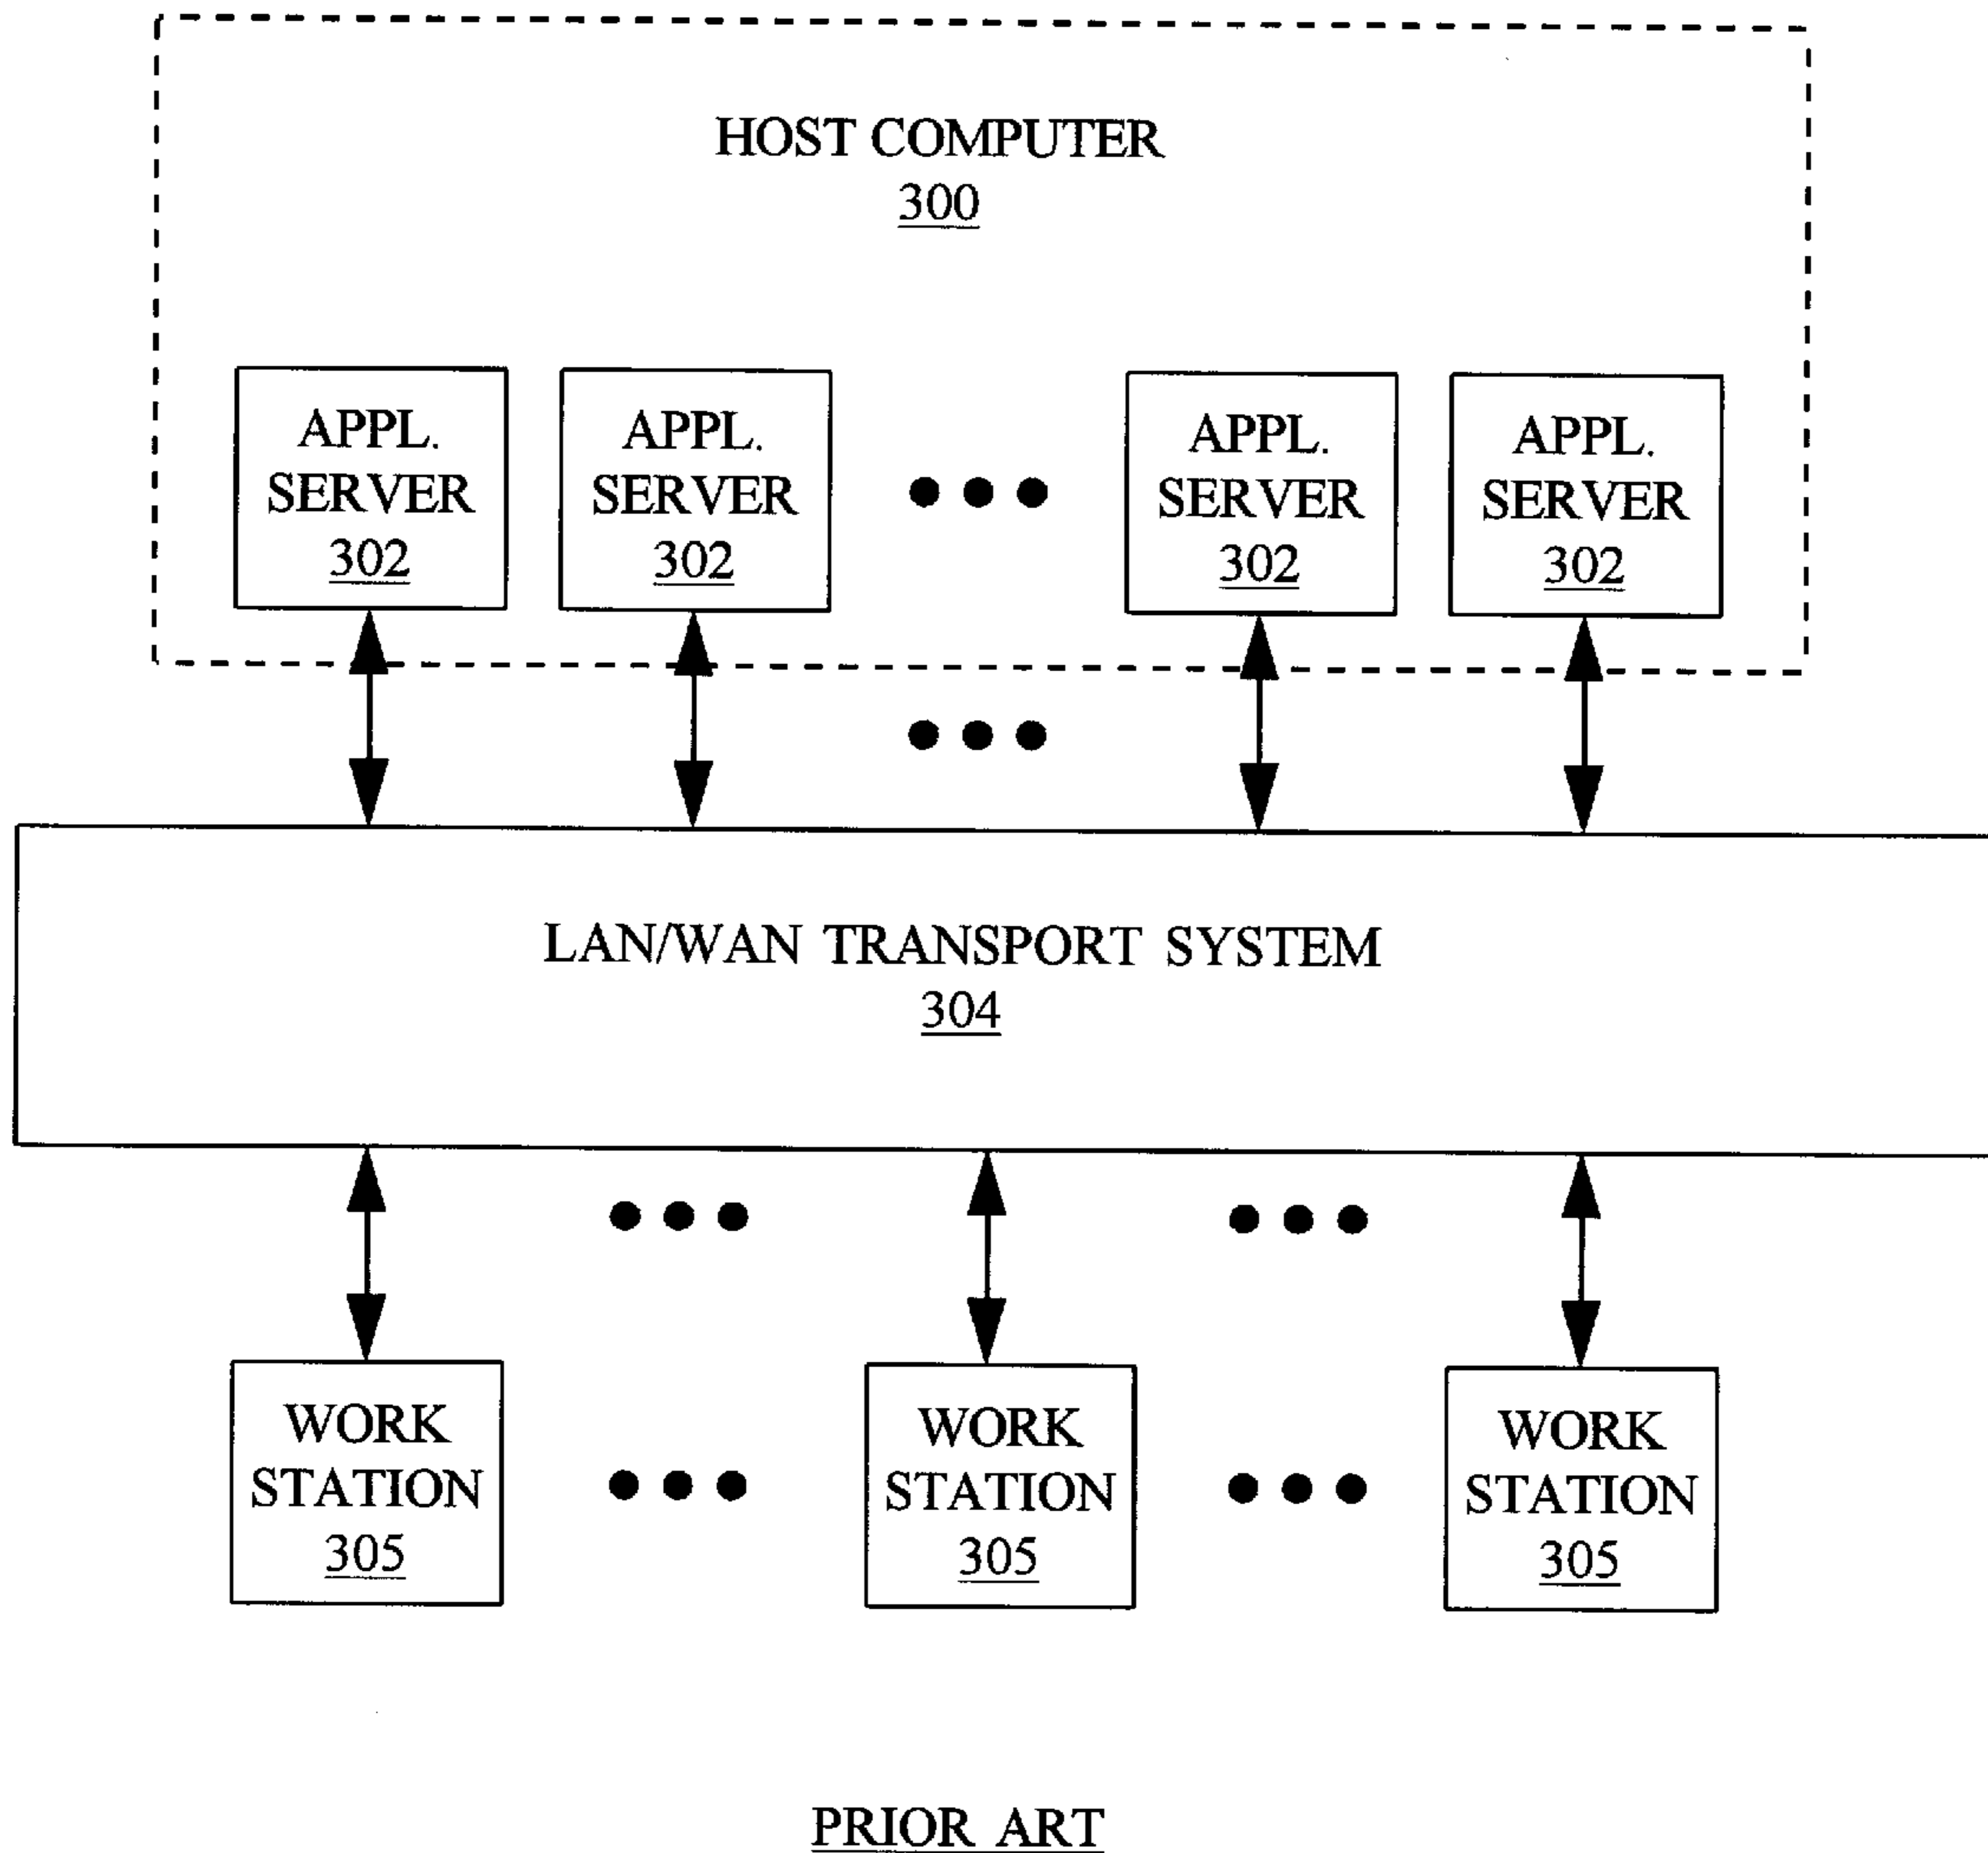 HOST COMPUTER
300
APPL.
SERVER
302
APPL.
SERVER
302
APPL.
SERVER
302
APPL.
SERVER
302
LAN/WAN TRANSPORT SYSTEM
304
WORK
STATION
305
WORK
STATION
305
WORK
STATION
305
PRIOR ART